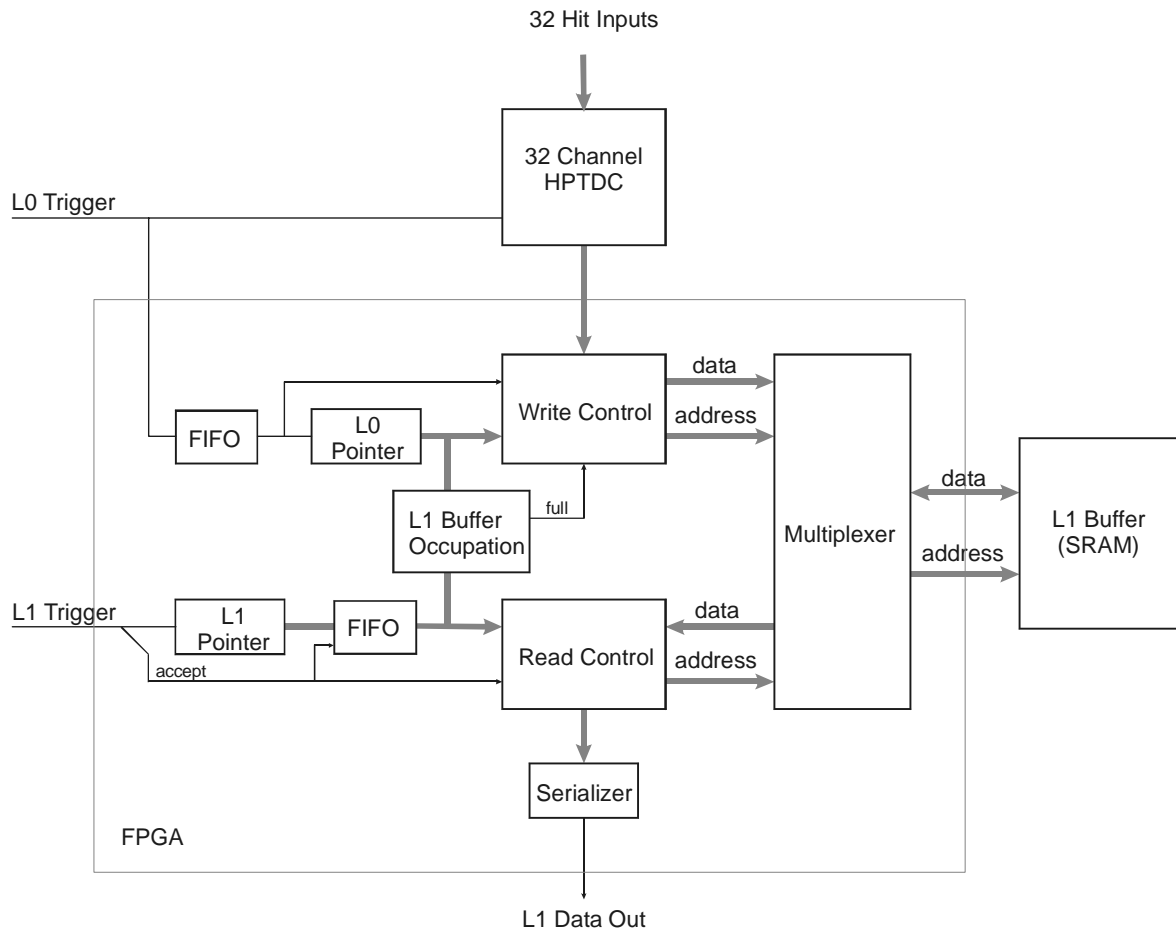 32 Hit Inputs
32 Channel
HPTDC
L0 Trigger
data
Write Control
address
FIFO
L0
Pointer
full
L1 Buffer
Occupation
Multiplexer
data
address
L1 Buffer
(SRAM)
L1 Trigger
L1
Pointer
FIFO
accept
data
Read Control
address
Serializer
FPGA
L1 Data Out